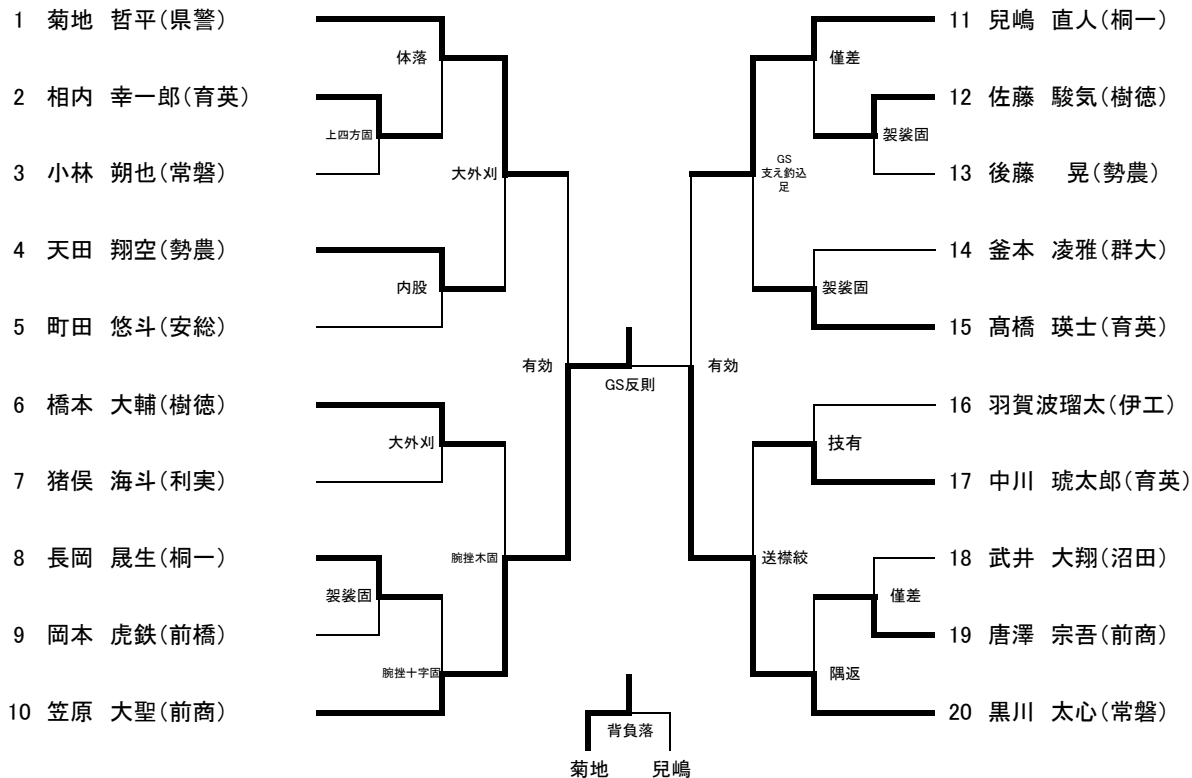 1 菊地 哲平(県警)
体落
2 相内 幸一郎(育英)
上四方固
3 小林 朔也(常磐)
大外刈
4 天田 翔空(勢農)
内股
5 町田 悠斗(安総)
有効
6 橋本 大輔(樹徳)
大外刈
7 猪俣 海斗(利実)
腕挫木固
8 長岡 晟生(桐一)
袈裟固
9 岡本 虎鉄(前橋)
腕挫十字固
10 笠原 大聖(前商)
GS反則
11 兒嶋 直人(桐一)
僅差
12 佐藤 駿気(樹徳)
袈裟固
13 後藤 晃(勢農)
GS
支え釣込
足
14 釜本 凌雅(群大)
袈裟固
15 髙橋 瑛士(育英)
有効
16 羽賀波瑠太(伊工)
技有
17 中川 琥太郎(育英)
送襟絞
18 武井 大翔(沼田)
僅差
19 唐澤 宗吾(前商)
隅返
20 黒川 太心(常磐)
背負落
菊地 兒嶋